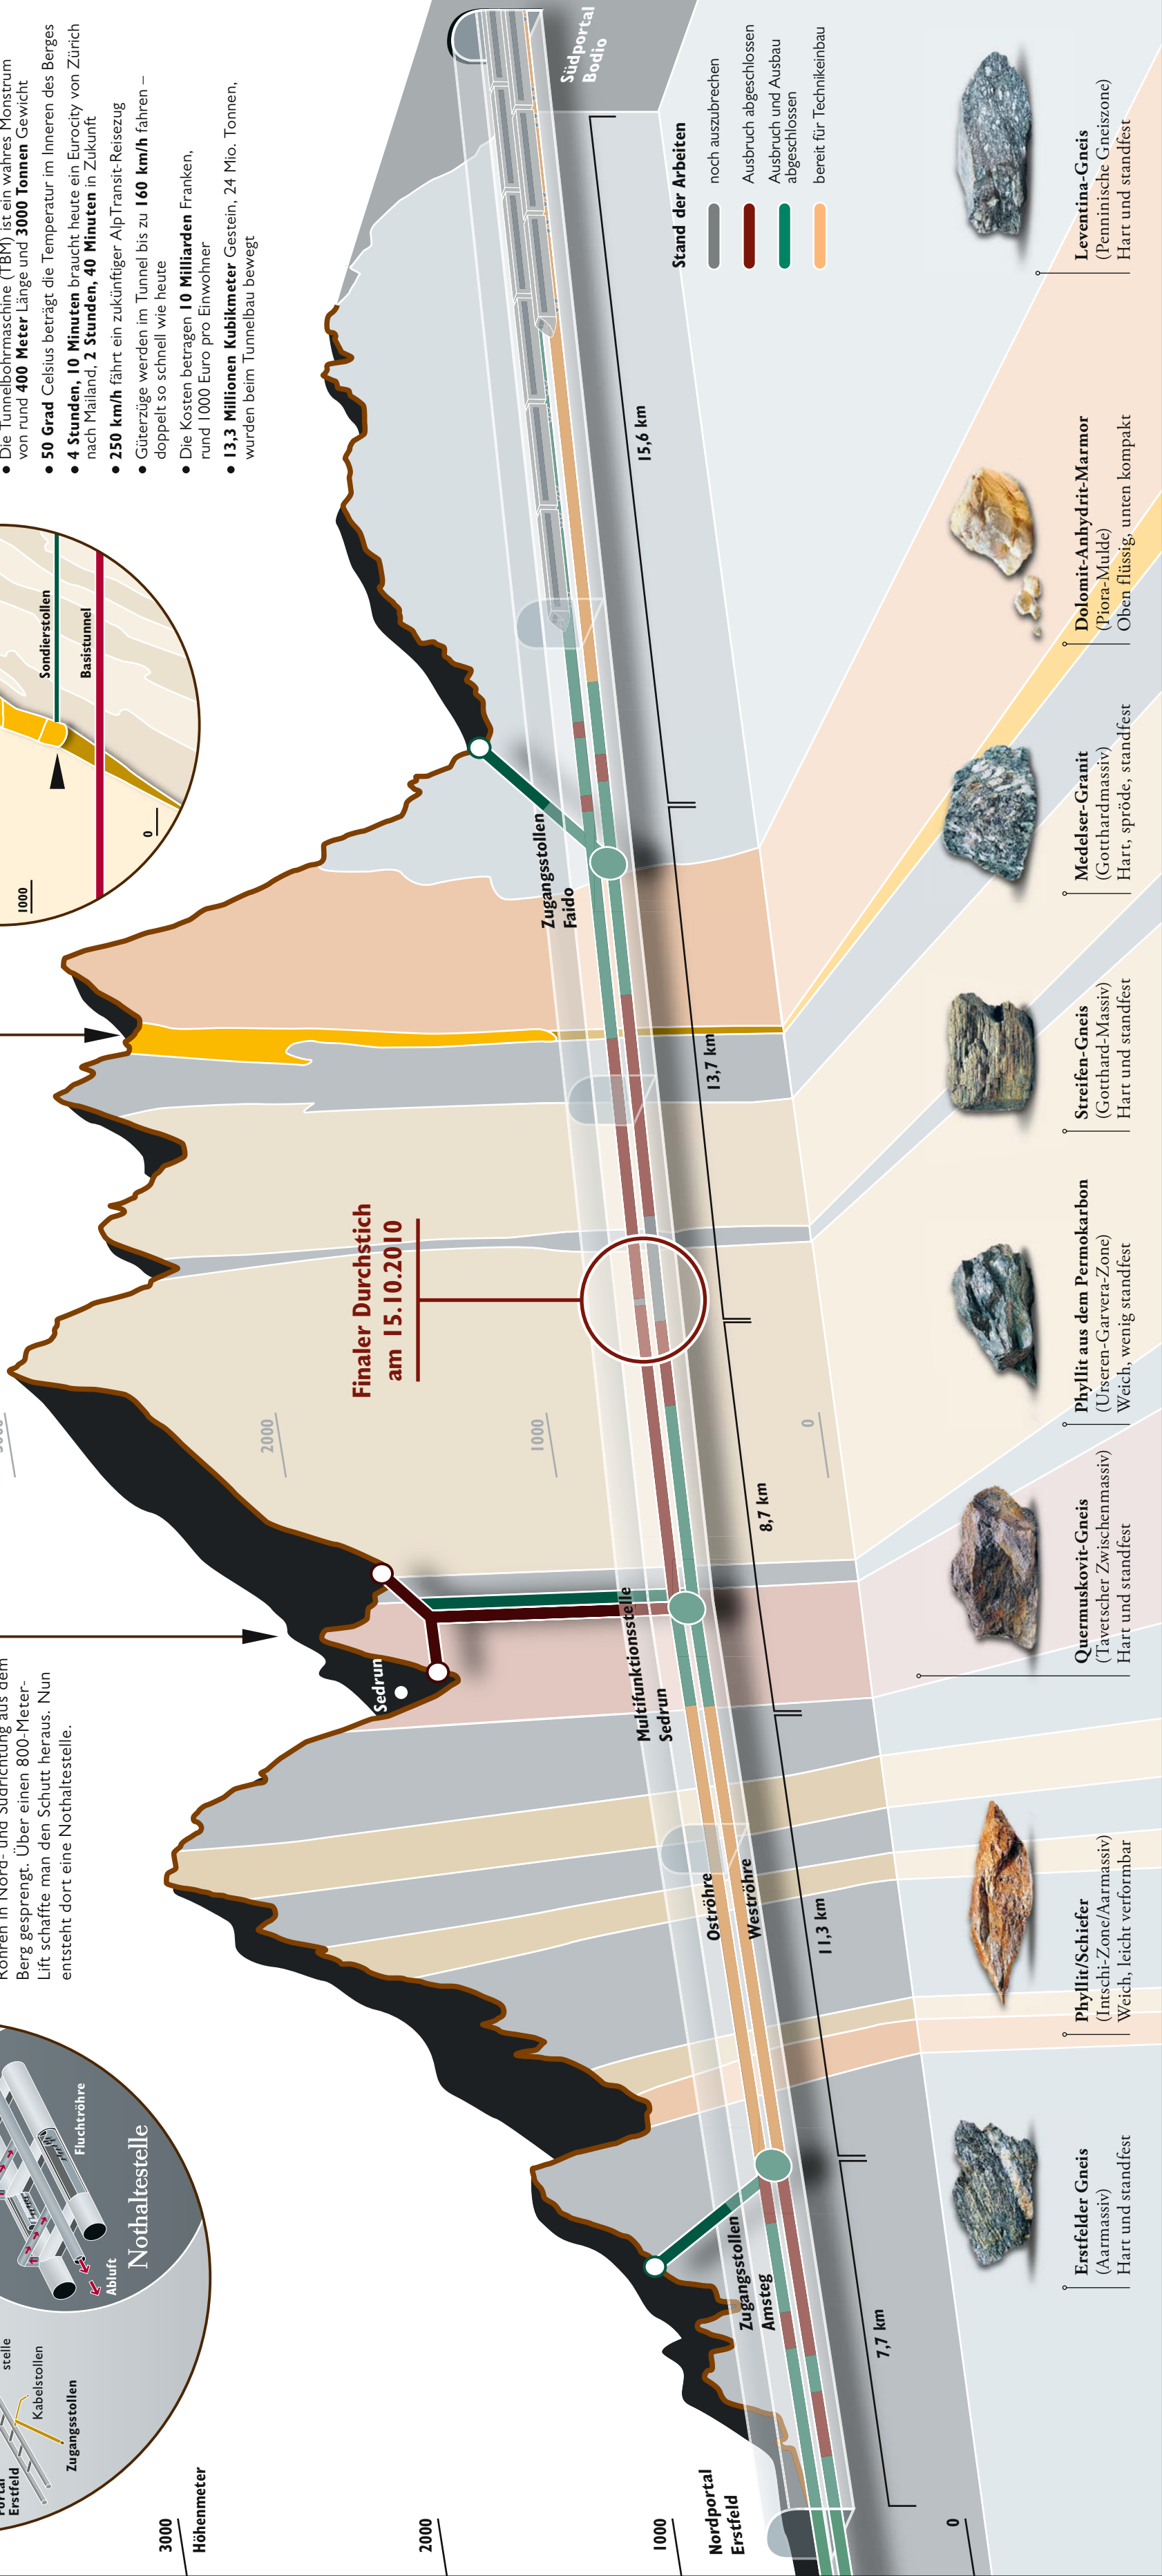 Portal
Erstfeld
stelle
Kabelstollen
Zugangsstollen
Abluft
Fluchtröhre
Nothaltestelle
Röhren in Nord- und Südrichtung aus dem
Berg gesprengt. Über einen 800-Meter-
Lift schaffte man den Schutt heraus. Nun
entsteht dort eine Nothaltestelle.
1000
0
Sondierstollen
Basistunnel
• Die Tunnelbohrmaschine (TBM) ist ein wahres Monstrum
von rund 400 Meter Länge und 3000 Tonnen Gewicht
• 50 Grad Celsius beträgt die Temperatur im Inneren des Berges
• 4 Stunden, 10 Minuten braucht heute ein Eurocity von Zürich
nach Mailand, 2 Stunden, 40 Minuten in Zukunft
• 250 km/h fährt ein zukünftiger AlpTransit-Reisezug
• Güterzüge werden im Tunnel bis zu 160 km/h fahren –
doppelt so schnell wie heute
• Die Kosten betragen 10 Milliarden Franken,
rund 1000 Euro pro Einwohner
• 13,3 Millionen Kubikmeter Gestein, 24 Mio. Tonnen,
wurden beim Tunnelbau bewegt
3000
Höhenmeter
2000
1000
0
3000
2000
1000
0
Sedrun
Finaler Durchstich
am 15.10.2010
Nordportal
Erstfeld
Zugangsstollen
Amsteg
Oströhre
Weströhre
Multifunktionsstelle
Sedrun
Zugangsstollen
Faido
Südportal
Bodio
7,7 km
11,3 km
8,7 km
13,7 km
15,6 km
Stand der Arbeiten
noch auszubrechen
Ausbruch abgeschlossen
Ausbruch und Ausbau
abgeschlossen
bereit für Technikeinbau
Erstfelder Gneis
(Aarmassiv)
Hart und standfest
Phyllit/Schiefer
(Intschi-Zone/Aarmassiv)
Weich, leicht verformbar
Quermuskovit-Gneis
(Tavetscher Zwischenmassiv)
Hart und standfest
Phyllit aus dem Permokarbon
(Urseren-Garvera-Zone)
Weich, wenig standfest
Streifen-Gneis
(Gotthard-Massiv)
Hart und standfest
Medelser-Granit
(Gotthardmassiv)
Hart, spröde, standfest
Dolomit-Anhydrit-Marmor
(Piora-Mulde)
Oben flüssig, unten kompakt
Leventina-Gneis
(Penninische Gneiszone)
Hart und standfest